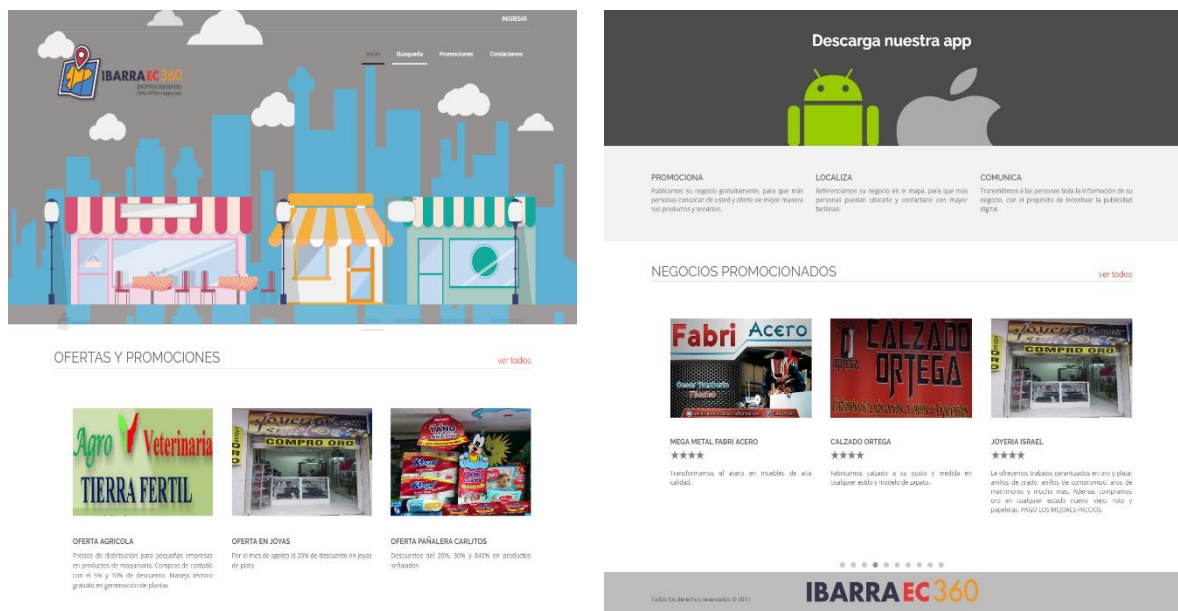 INGRESAR
Inicio Búsqueda Promociones Contáctanos
IBARRA EC 360
promocionando
pequeños negocios
OFERTAS Y PROMOCIONES
ver todos
Agro Veterinaria
TIERRA FERTIL
COMPRO ORO
OFERTA AGRICOLA
Precios de distribución para pequeñas empresas
en productos de maquinaria. Compras de contado
con el 5% y 10% de descuento. Manejo térmico
gratuito en germinación de plantas
OFERTA EN JOYAS
Por el mes de agosto el 20% de descuento en joyas
de plata
OFERTA PAÑALERA CARLITOS
Descuentos del 20%, 30% y $40% en productos
señalados
Descarga nuestra app
PROMOCIONA
Publicamos su negocio gratuitamente, para que más
personas conozcan de usted y oferte de mejor manera
sus productos y servicios.
LOCALIZA
Referenciamos su negocio en el mapa, para que más
personas puedan ubicarle y contactarle con mayor
facilidad.
COMUNICA
Transmitimos a las personas toda la información de su
negocio, con el propósito de incentivar la publicidad
digital.
NEGOCIOS PROMOCIONADOS
ver todos
Fabri Acero
CALZADO
ORTEGA
Joyeria
COMPRO ORO
MEGA METAL FABRI ACERO
★★★★
Transformamos el acero en muebles de alta
calidad.
CALZADO ORTEGA
★★★★
Fabricamos calzado a su gusto y medida en
cualquier estilo y modelo de zapato.
JOYERIA ISRAEL
★★★★
Le ofrecemos trabajos garantizados en oro y plata:
anillos de grado, anillos de compromiso, aros de
matrimonio y mucho mas. Ademas compramos
oro en cualquier estado nuevo, viejo, roto y
papeletas. PAGO LOS MEJORES PRECIOS.
Todos los derechos reservados © 2017
IBARRA EC 360